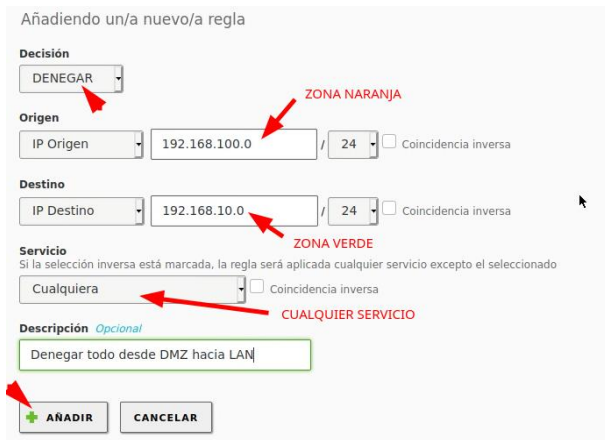 Añadiendo un/a nuevo/a regla
Decisión
DENEGAR
ZONA NARANJA
Origen
IP Origen 192.168.100.0 / 24 Coincidencia inversa
Destino
IP Destino 192.168.10.0 / 24 Coincidencia inversa
ZONA VERDE
Servicio
Si la selección inversa está marcada, la regla será aplicada cualquier servicio excepto el seleccionado
Cualquiera Coincidencia inversa
CUALQUIER SERVICIO
Descripción Opcional
Denegar todo desde DMZ hacia LAN
AÑADIR CANCELAR